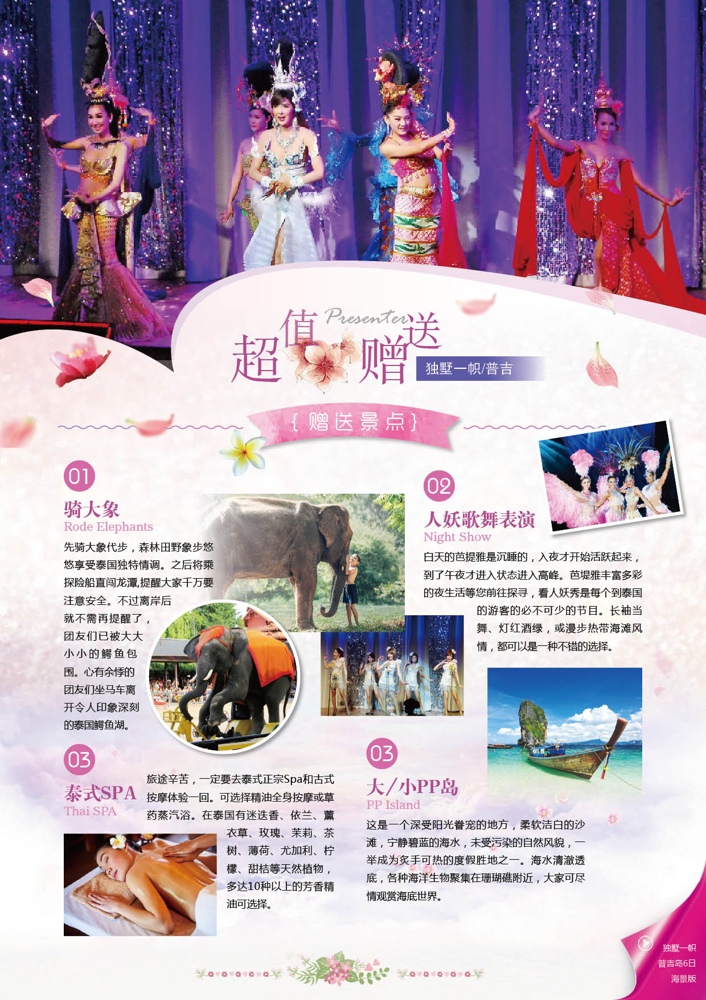 超值 Presenter 赠送
独墅一帜/普吉
{ 赠送景点 }
01
骑大象
Rode Elephants
先骑大象代步，森林田野象步悠
悠享受泰国独特情调。之后将乘
探险船直闯龙潭,提醒大家千万要
注意安全。不过离岸后
就不需再提醒了，
团友们已被大大
小小的鳄鱼包
围。心有余悸的
团友们坐马车离
开令人印象深刻
的泰国鳄鱼湖。
02
人妖歌舞表演
Night Show
白天的芭提雅是沉睡的，入夜才开始活跃起来，
到了午夜才进入状态进入高峰。芭堤雅丰富多彩
的夜生活等您前往探寻，看人妖秀是每个到泰国
的游客的必不可少的节目。长袖当
舞、灯红酒绿，或漫步热带海滩风
情，都可以是一种不错的选择。
03
泰式SPA
Thai SPA
旅途辛苦，一定要去泰式正宗Spa和古式
按摩体验一回。可选择精油全身按摩或草
药蒸汽浴。在泰国有迷迭香、依兰、薰
衣草、玫瑰、茉莉、茶
树、薄荷、尤加利、柠
檬、甜桔等天然植物，
多达10种以上的芳香精
油可选择。
03
大/小PP岛
PP Island
这是一个深受阳光眷宠的地方，柔软洁白的沙
滩，宁静碧蓝的海水，未受污染的自然风貌，一
举成为炙手可热的度假胜地之一。海水清澈透
底，各种海洋生物聚集在珊瑚礁附近，大家可尽
情观赏海底世界。
独墅一帜
普吉岛6日
海景版